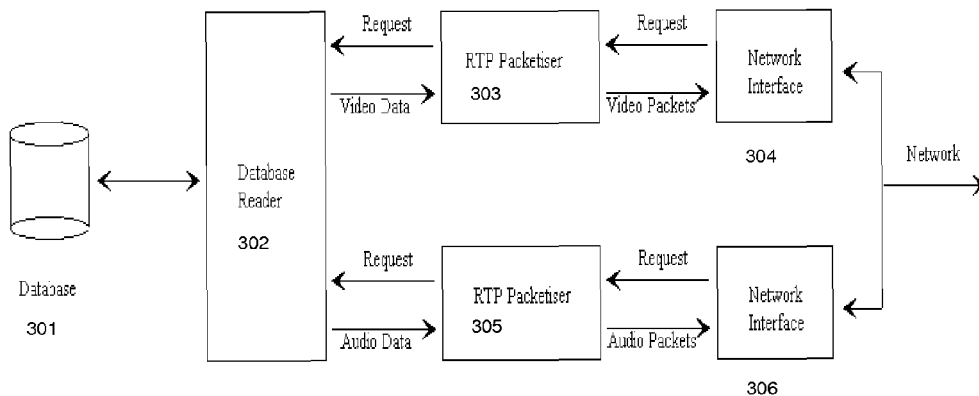 Request
Request
RTP Packetiser
303
Network
Interface
Video Data
Video Packets
304
Network
Database
Reader
302
Database
301
Request
Request
RTP Packetiser
305
Network
Interface
Audio Data
Audio Packets
306